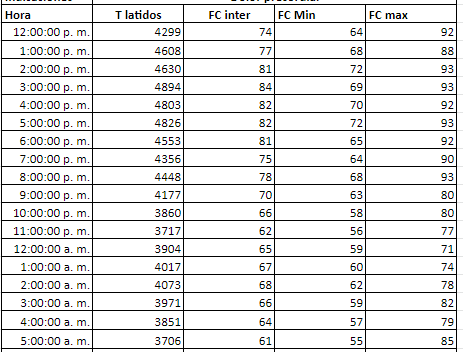 Hora T latidos FC inter FC Min FC max
12:00:00 p. m. 4299 74 64 92
1:00:00 p. m. 4608 77 68 88
2:00:00 p. m. 4630 81 72 93
3:00:00 p. m. 4894 84 69 93
4:00:00 p. m. 4803 82 70 92
5:00:00 p. m. 4826 82 72 93
6:00:00 p. m. 4553 81 65 92
7:00:00 p. m. 4356 75 64 90
8:00:00 p. m. 4448 78 68 93
9:00:00 p. m. 4177 70 63 80
10:00:00 p. m. 3860 66 58 80
11:00:00 p. m. 3717 62 56 77
12:00:00 a. m. 3904 65 59 71
1:00:00 a. m. 4017 67 60 74
2:00:00 a. m. 4073 68 62 78
3:00:00 a. m. 3971 66 59 82
4:00:00 a. m. 3851 64 57 79
5:00:00 a. m. 3706 61 55 85